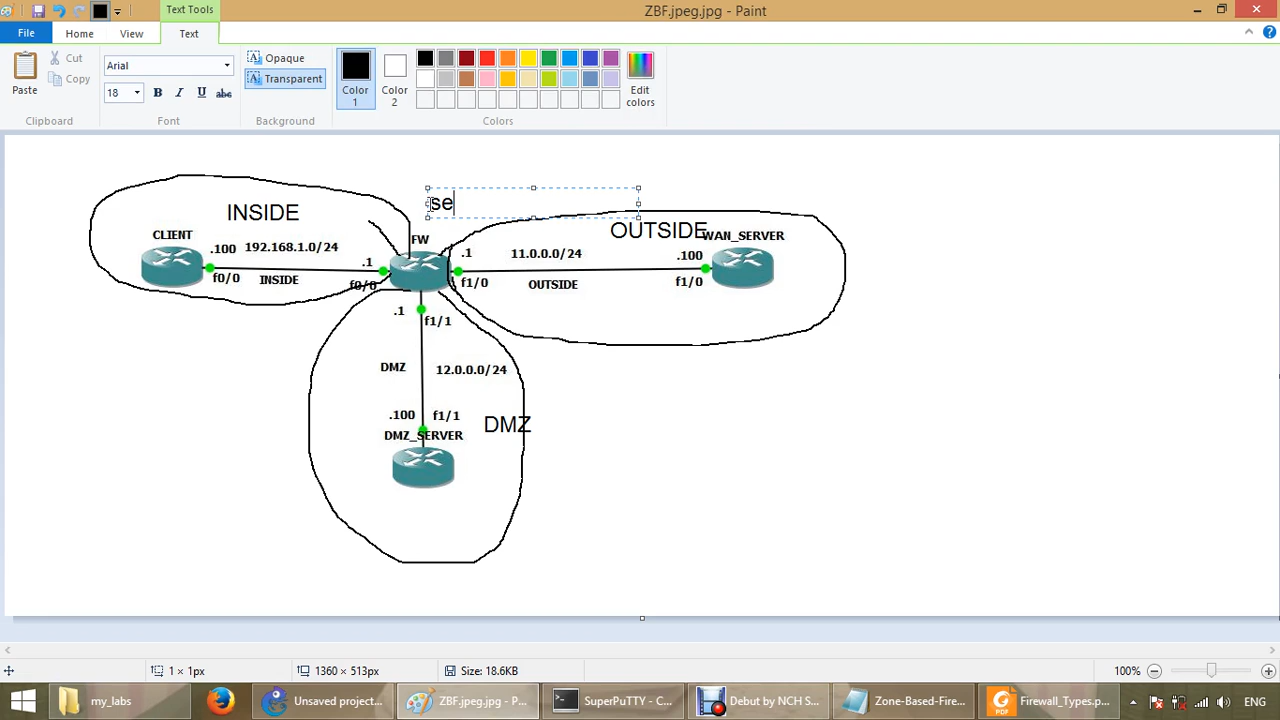 Text Tools
ZBF.jpeg.jpg - Paint
File
Home
View
Text
Paste
Cut
Copy
Clipboard
Arial
18
B I U abc
Font
Opaque
Transparent
Background
Color 1
Color 2
Edit colors
Colors
se
INSIDE
OUTSIDE
CLIENT
FW
WAN_SERVER
.100
192.168.1.0/24
.1
.1
11.0.0.0/24
.100
f0/0
INSIDE
f0/0
f1/0
OUTSIDE
f1/0
.1
f1/1
DMZ
12.0.0.0/24
.100
f1/1
DMZ
DMZ_SERVER
1 × 1px
1360 × 513px
Size: 18.6KB
100%
my_labs
Unsaved project...
ZBF.jpeg.jpg - P...
SuperPuTTY - C...
Debut by NCH S...
Zone-Based-Fire...
Firewall_Types.p...
PDF
ENG